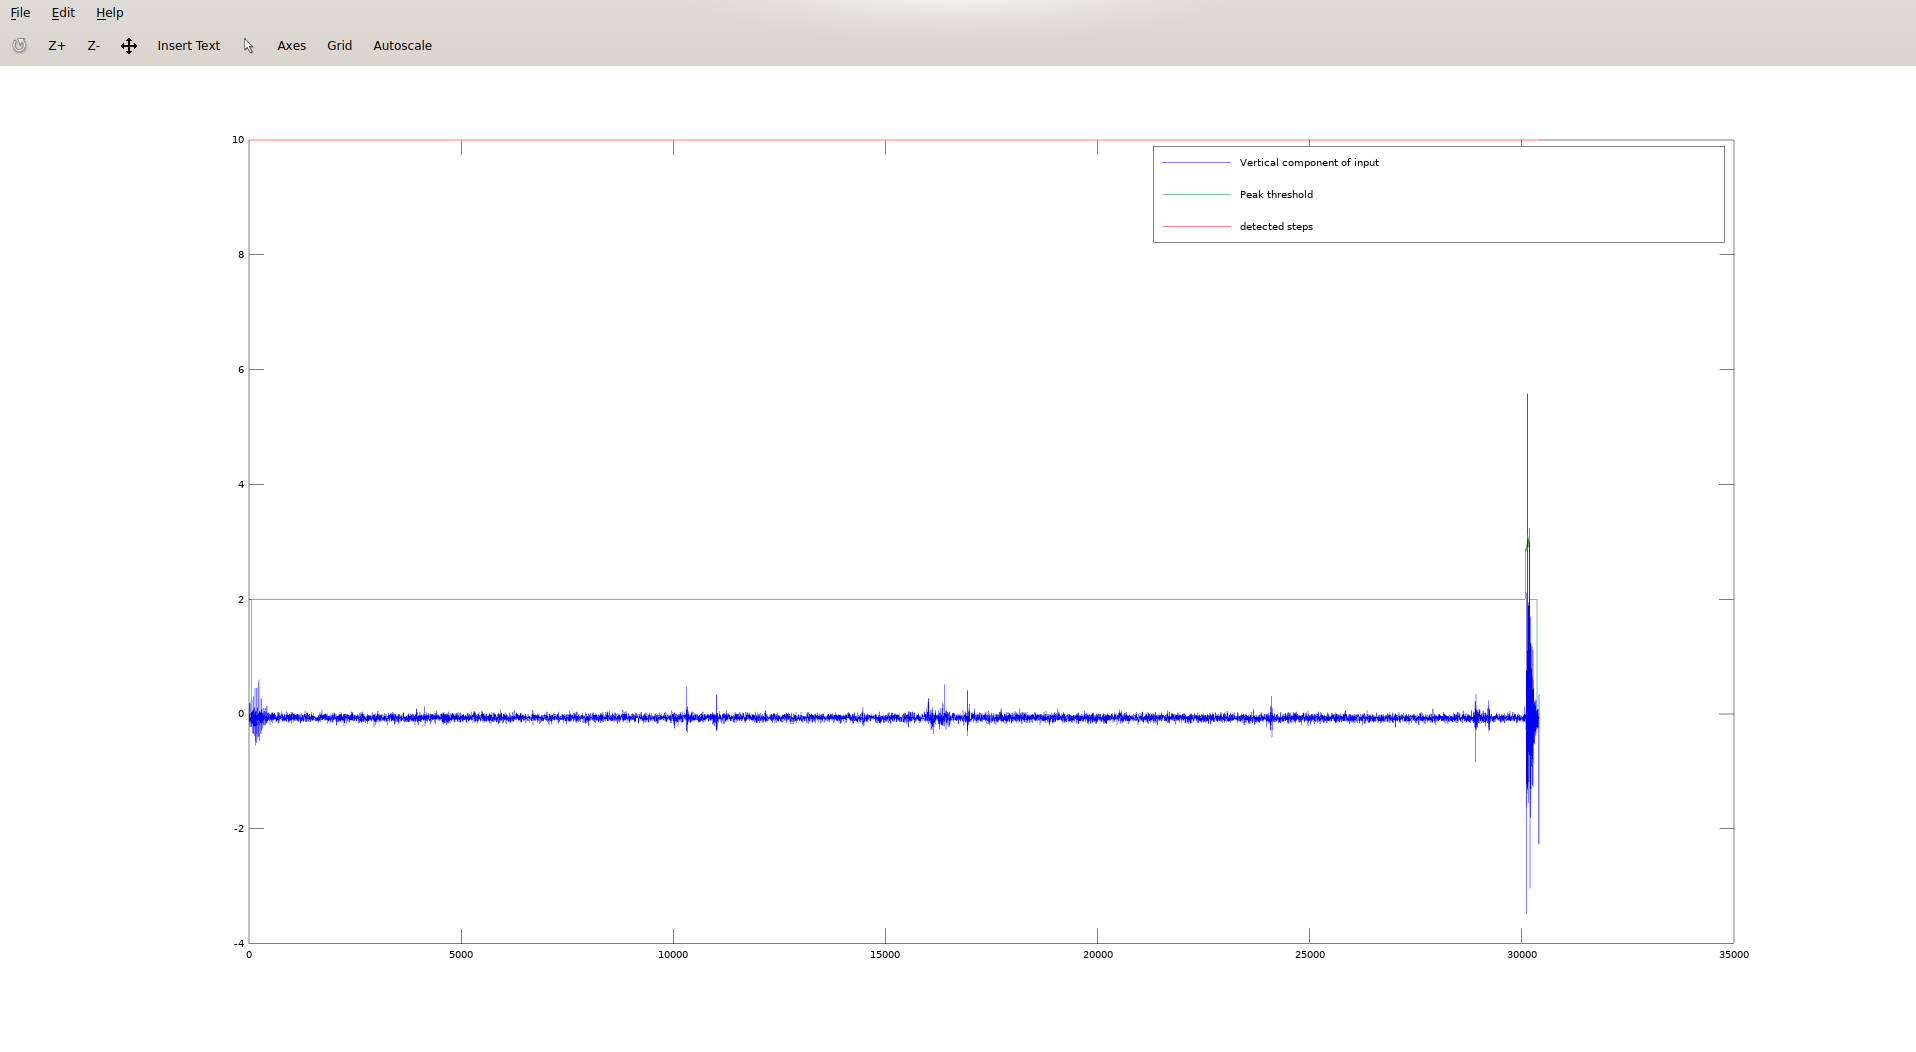 File Edit Help
Z+ Z- Insert Text Axes Grid Autoscale
10
Vertical component of input
Peak threshold
detected steps
8
6
4
2
0
-2
-4
0 5000 10000 15000 20000 25000 30000 35000